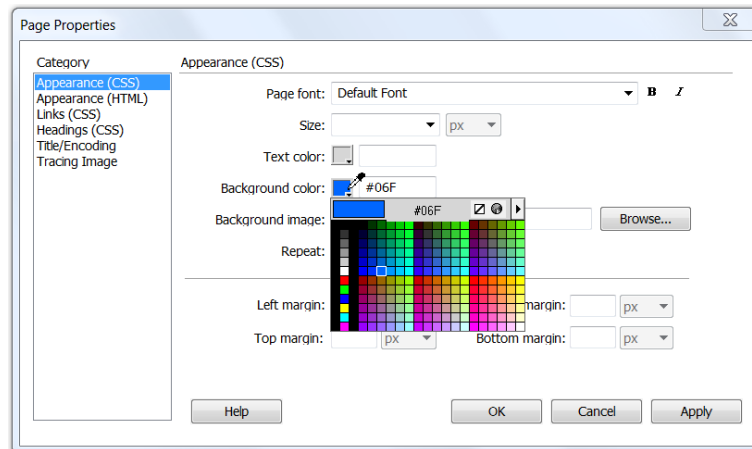 Page Properties
Category
Appearance (CSS)
Appearance (HTML)
Links (CSS)
Headings (CSS)
Title/Encoding
Tracing Image
Appearance (CSS)
Page font: Default Font B I
Size: px
Text color:
Background color: #06F
#06F
Background image: Browse...
Repeat:
Left margin: margin: px
Top margin: px Bottom margin: px
Help OK Cancel Apply